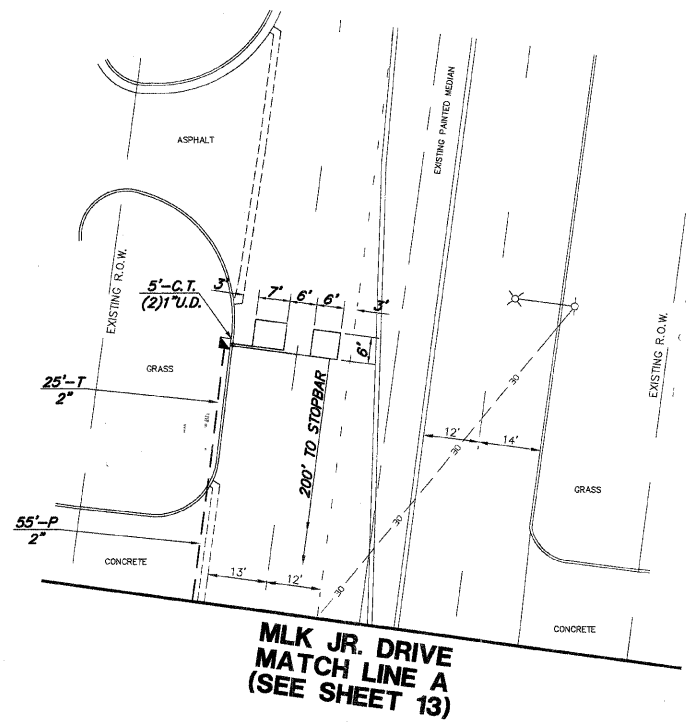 ASPHALT
EXISTING PAINTED MEDIAN
EXISTING R.O.W.
5'-C.T.
(2)1"U.D.
3'
7'
6'
6'
3'
6'
GRASS
25'-T
2"
200' TO STOPBAR
30
EXISTING R.O.W.
12'
14'
30
GRASS
30
55'-P
2"
CONCRETE
13'
12'
30
CONCRETE
MLK JR. DRIVE
MATCH LINE A
(SEE SHEET 13)